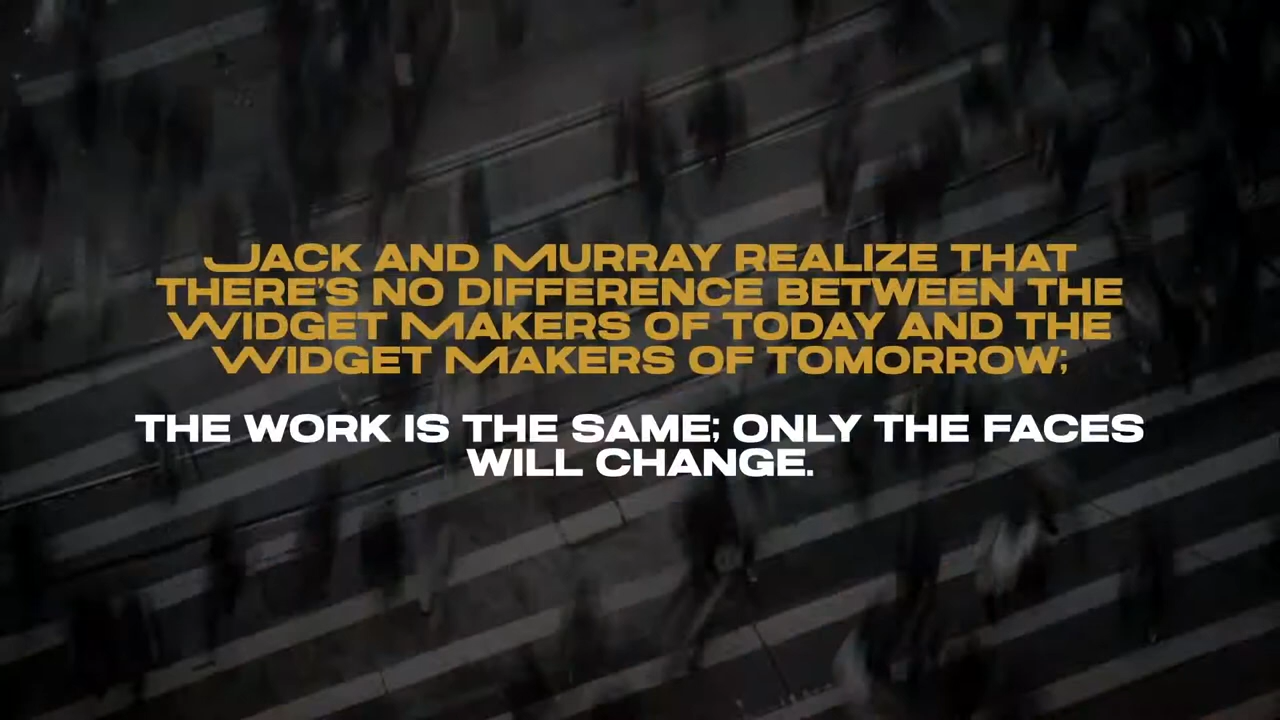 JACK AND MURRAY REALIZE THAT
THERE'S NO DIFFERENCE BETWEEN THE
WIDGET MAKERS OF TODAY AND THE
WIDGET MAKERS OF TOMORROW;
THE WORK IS THE SAME; ONLY THE FACES
WILL CHANGE.